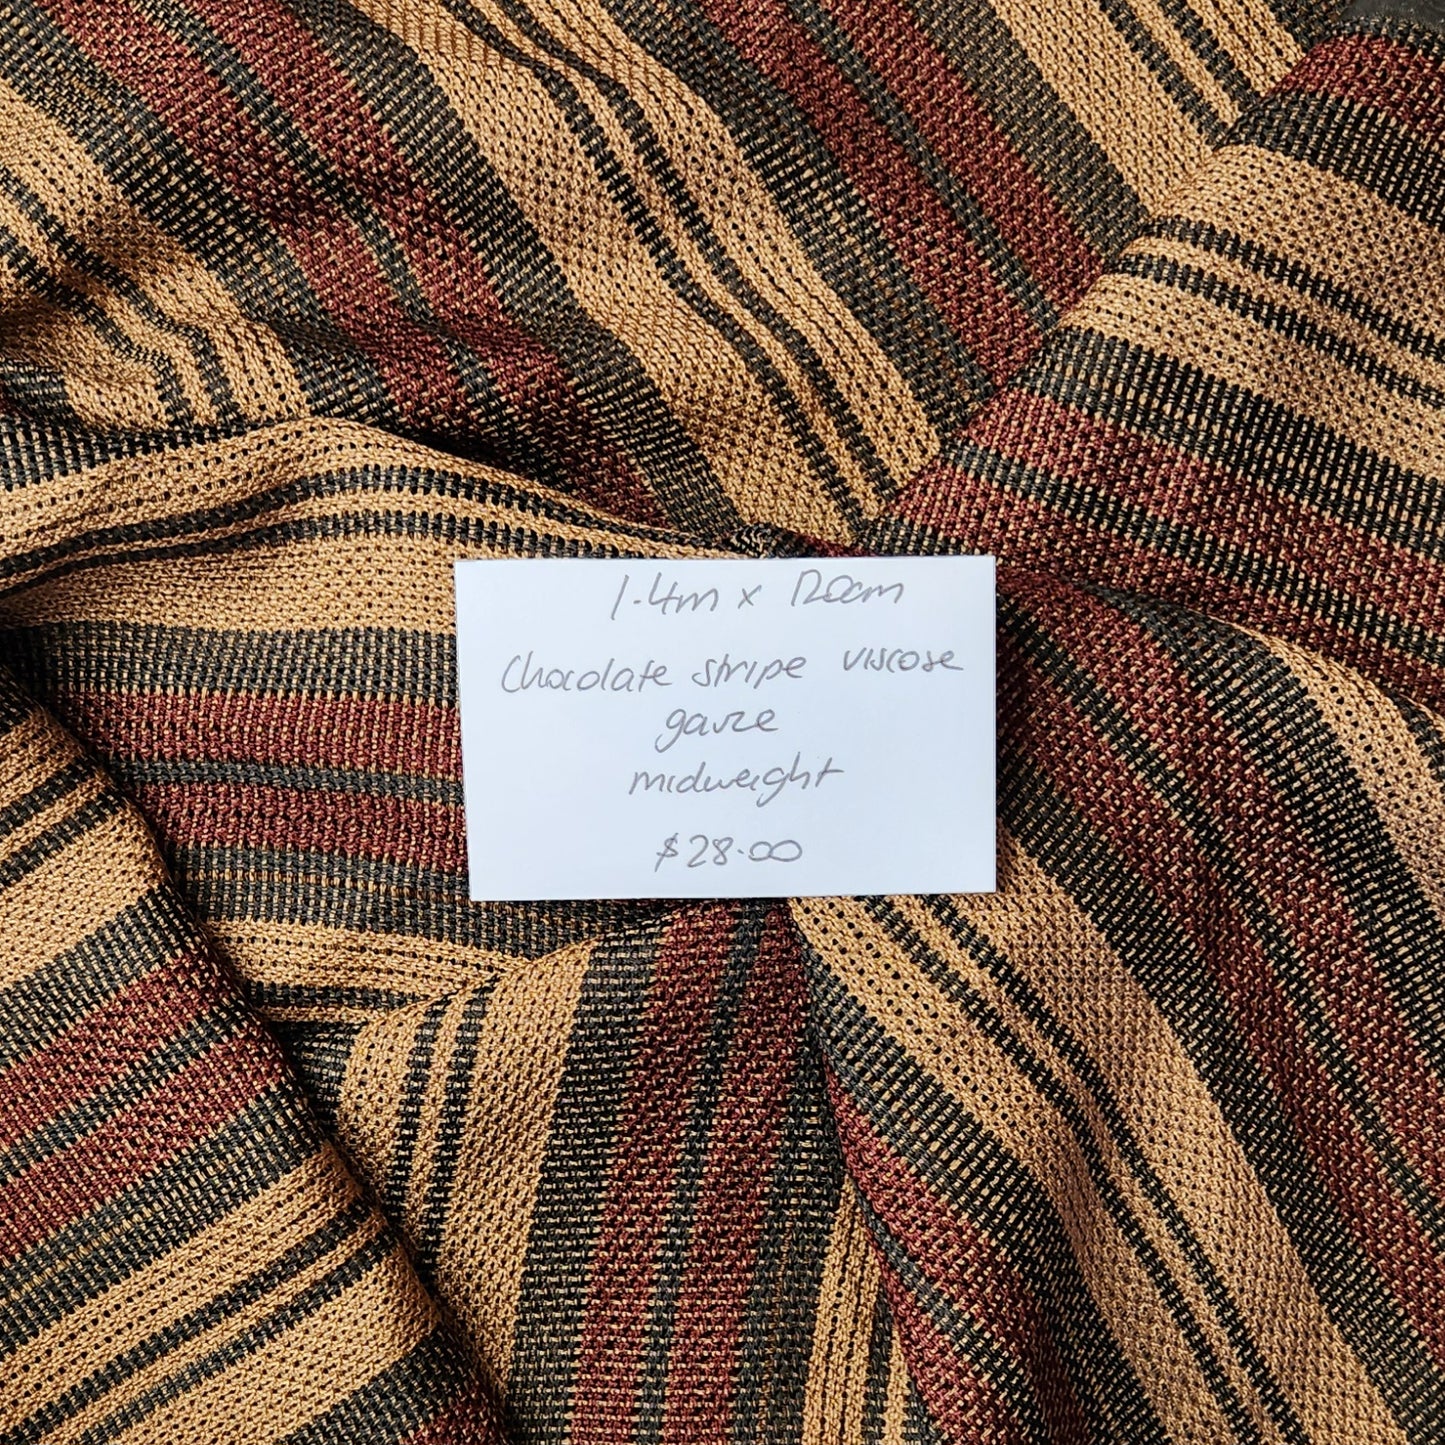 1.4m x 120cm
Chocolate stripe viscose
gauze
midweight
$28.00